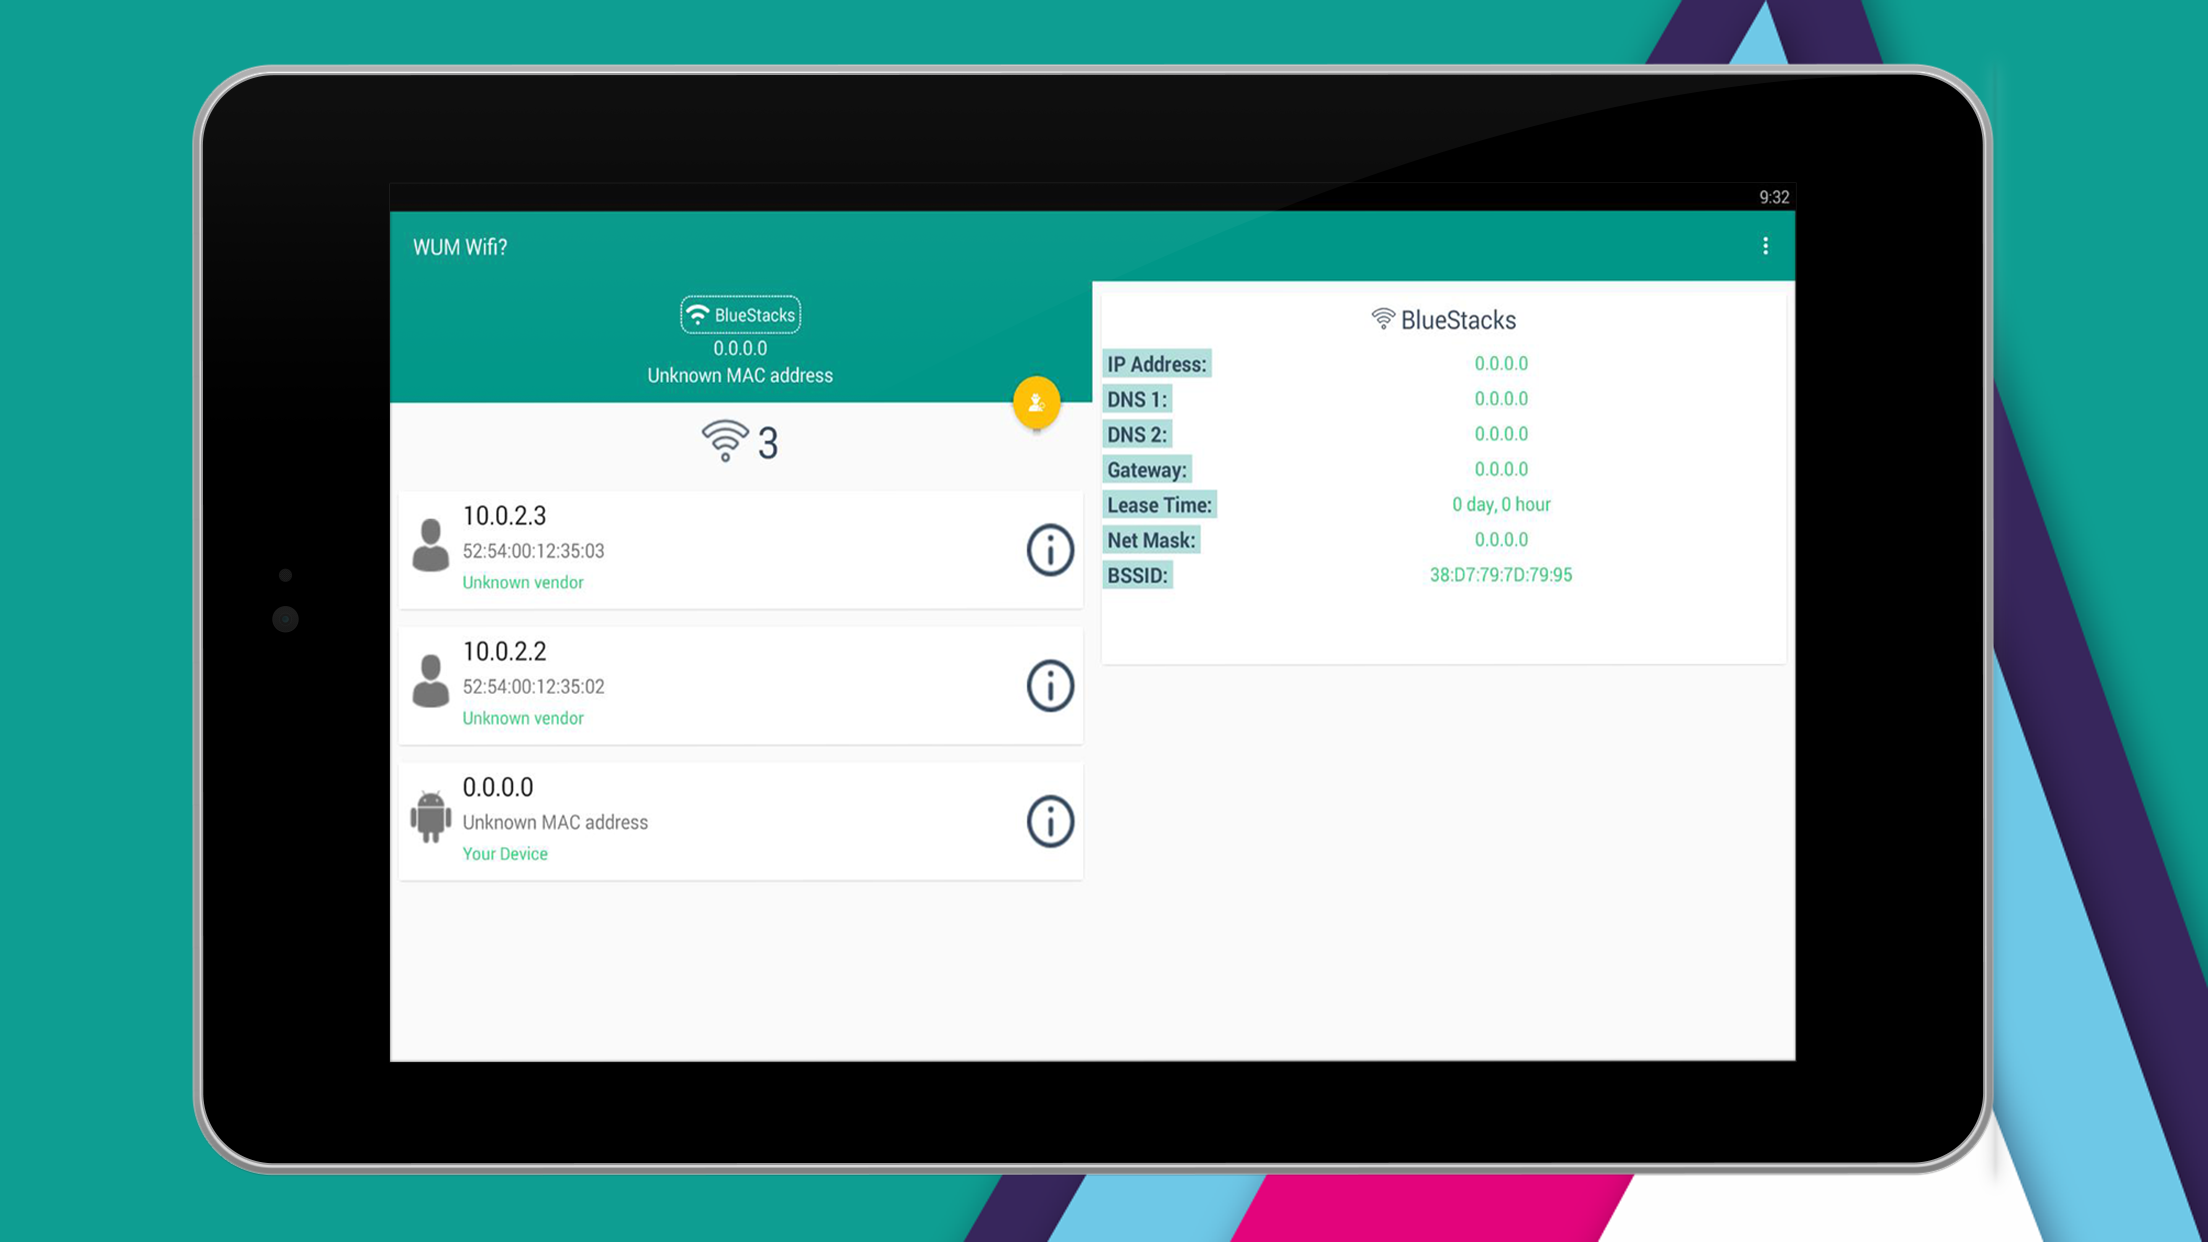 9:32
WUM Wifi?
BlueStacks
0.0.0.0
Unknown MAC address
3
10.0.2.3
52:54:00:12:35:03
Unknown vendor
10.0.2.2
52:54:00:12:35:02
Unknown vendor
0.0.0.0
Unknown MAC address
Your Device
BlueStacks
IP Address: 0.0.0.0
DNS 1: 0.0.0.0
DNS 2: 0.0.0.0
Gateway: 0.0.0.0
Lease Time: 0 day, 0 hour
Net Mask: 0.0.0.0
BSSID: 38:D7:79:7D:79:95